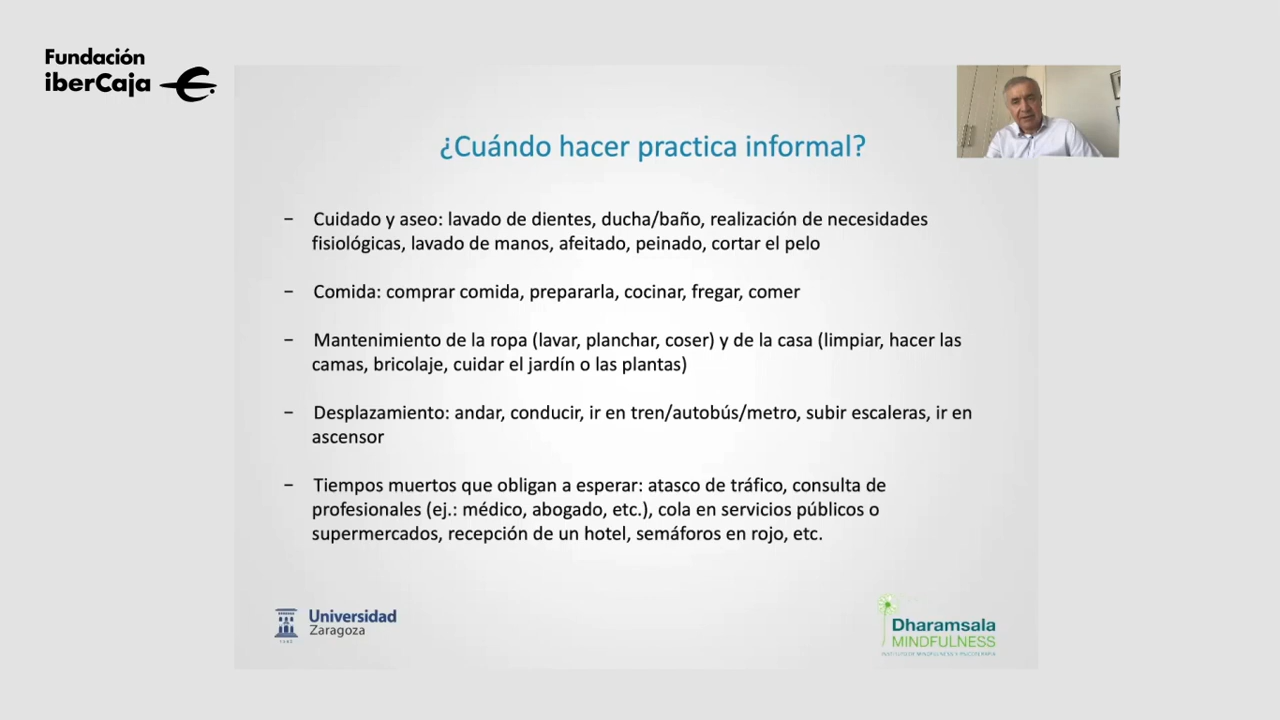 Fundación
iberCaja
¿Cuándo hacer practica informal?
− Cuidado y aseo: lavado de dientes, ducha/baño, realización de necesidades
fisiológicas, lavado de manos, afeitado, peinado, cortar el pelo
− Comida: comprar comida, prepararla, cocinar, fregar, comer
− Mantenimiento de la ropa (lavar, planchar, coser) y de la casa (limpiar, hacer las
camas, bricolaje, cuidar el jardín o las plantas)
− Desplazamiento: andar, conducir, ir en tren/autobús/metro, subir escaleras, ir en
ascensor
− Tiempos muertos que obligan a esperar: atasco de tráfico, consulta de
profesionales (ej.: médico, abogado, etc.), cola en servicios públicos o
supermercados, recepción de un hotel, semáforos en rojo, etc.
Universidad
Zaragoza
Dharamsala
MINDFULNESS